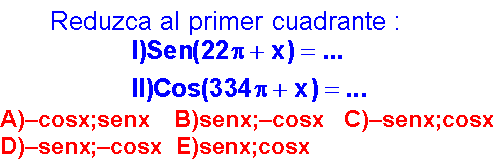 Reduzca al primer cuadrante :
I)Sen(22π + x) = ...
II)Cos(334π + x) = ...
A)–cosx;senx B)senx;–cosx C)–senx;cosx
D)–senx;–cosx E)senx;cosx